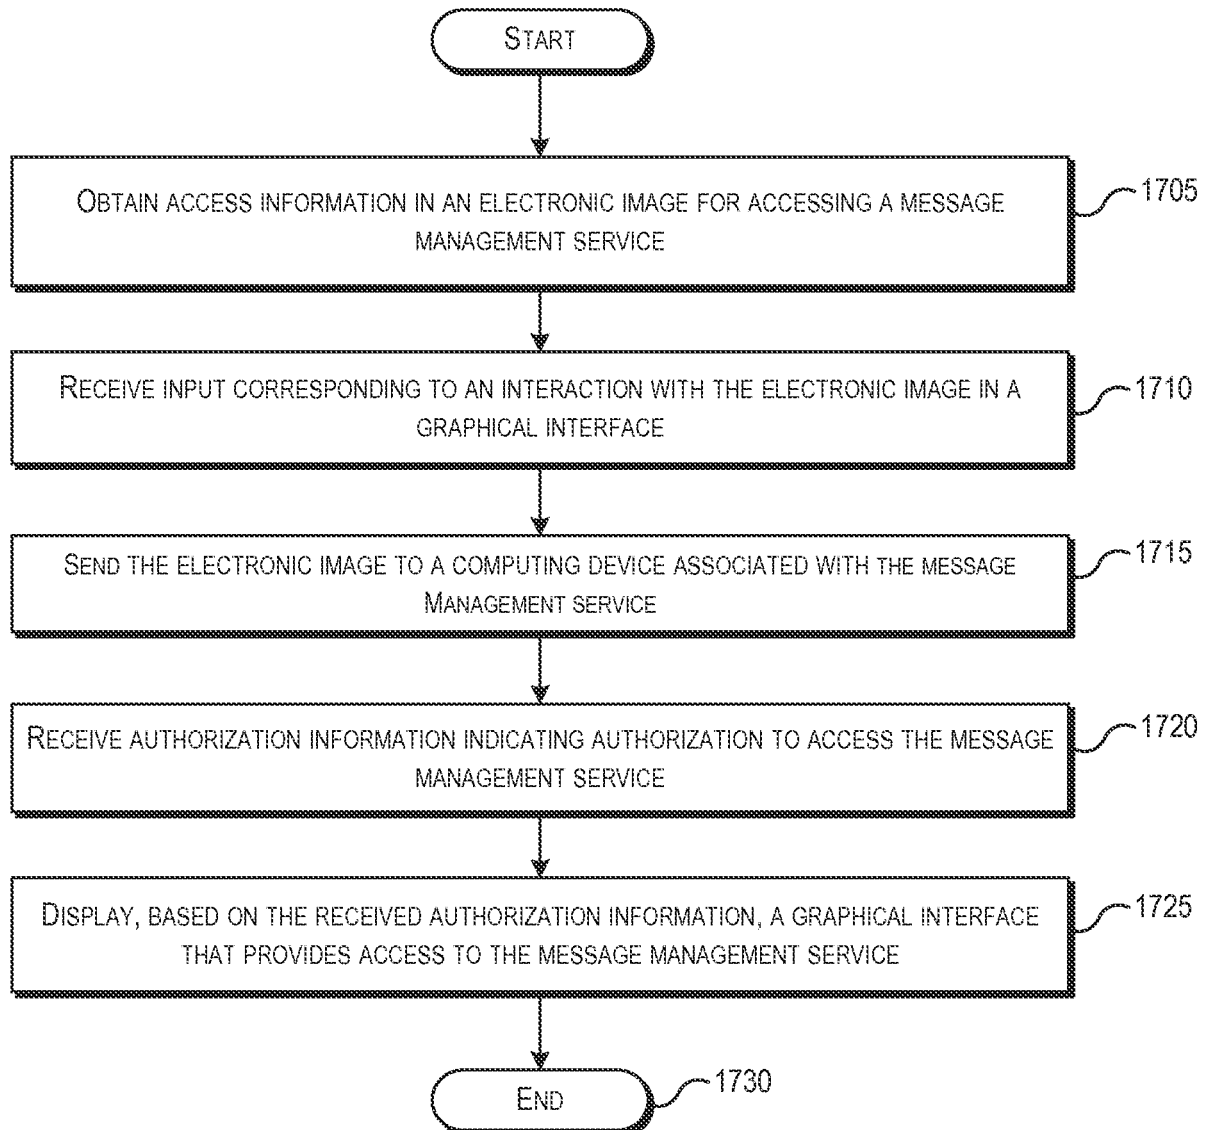 START
OBTAIN ACCESS INFORMATION IN AN ELECTRONIC IMAGE FOR ACCESSING A MESSAGE
MANAGEMENT SERVICE
1705
RECEIVE INPUT CORRESPONDING TO AN INTERACTION WITH THE ELECTRONIC IMAGE IN A
GRAPHICAL INTERFACE
1710
SEND THE ELECTRONIC IMAGE TO A COMPUTING DEVICE ASSOCIATED WITH THE MESSAGE
MANAGEMENT SERVICE
1715
RECEIVE AUTHORIZATION INFORMATION INDICATING AUTHORIZATION TO ACCESS THE MESSAGE
MANAGEMENT SERVICE
1720
DISPLAY, BASED ON THE RECEIVED AUTHORIZATION INFORMATION, A GRAPHICAL INTERFACE
THAT PROVIDES ACCESS TO THE MESSAGE MANAGEMENT SERVICE
1725
END
1730